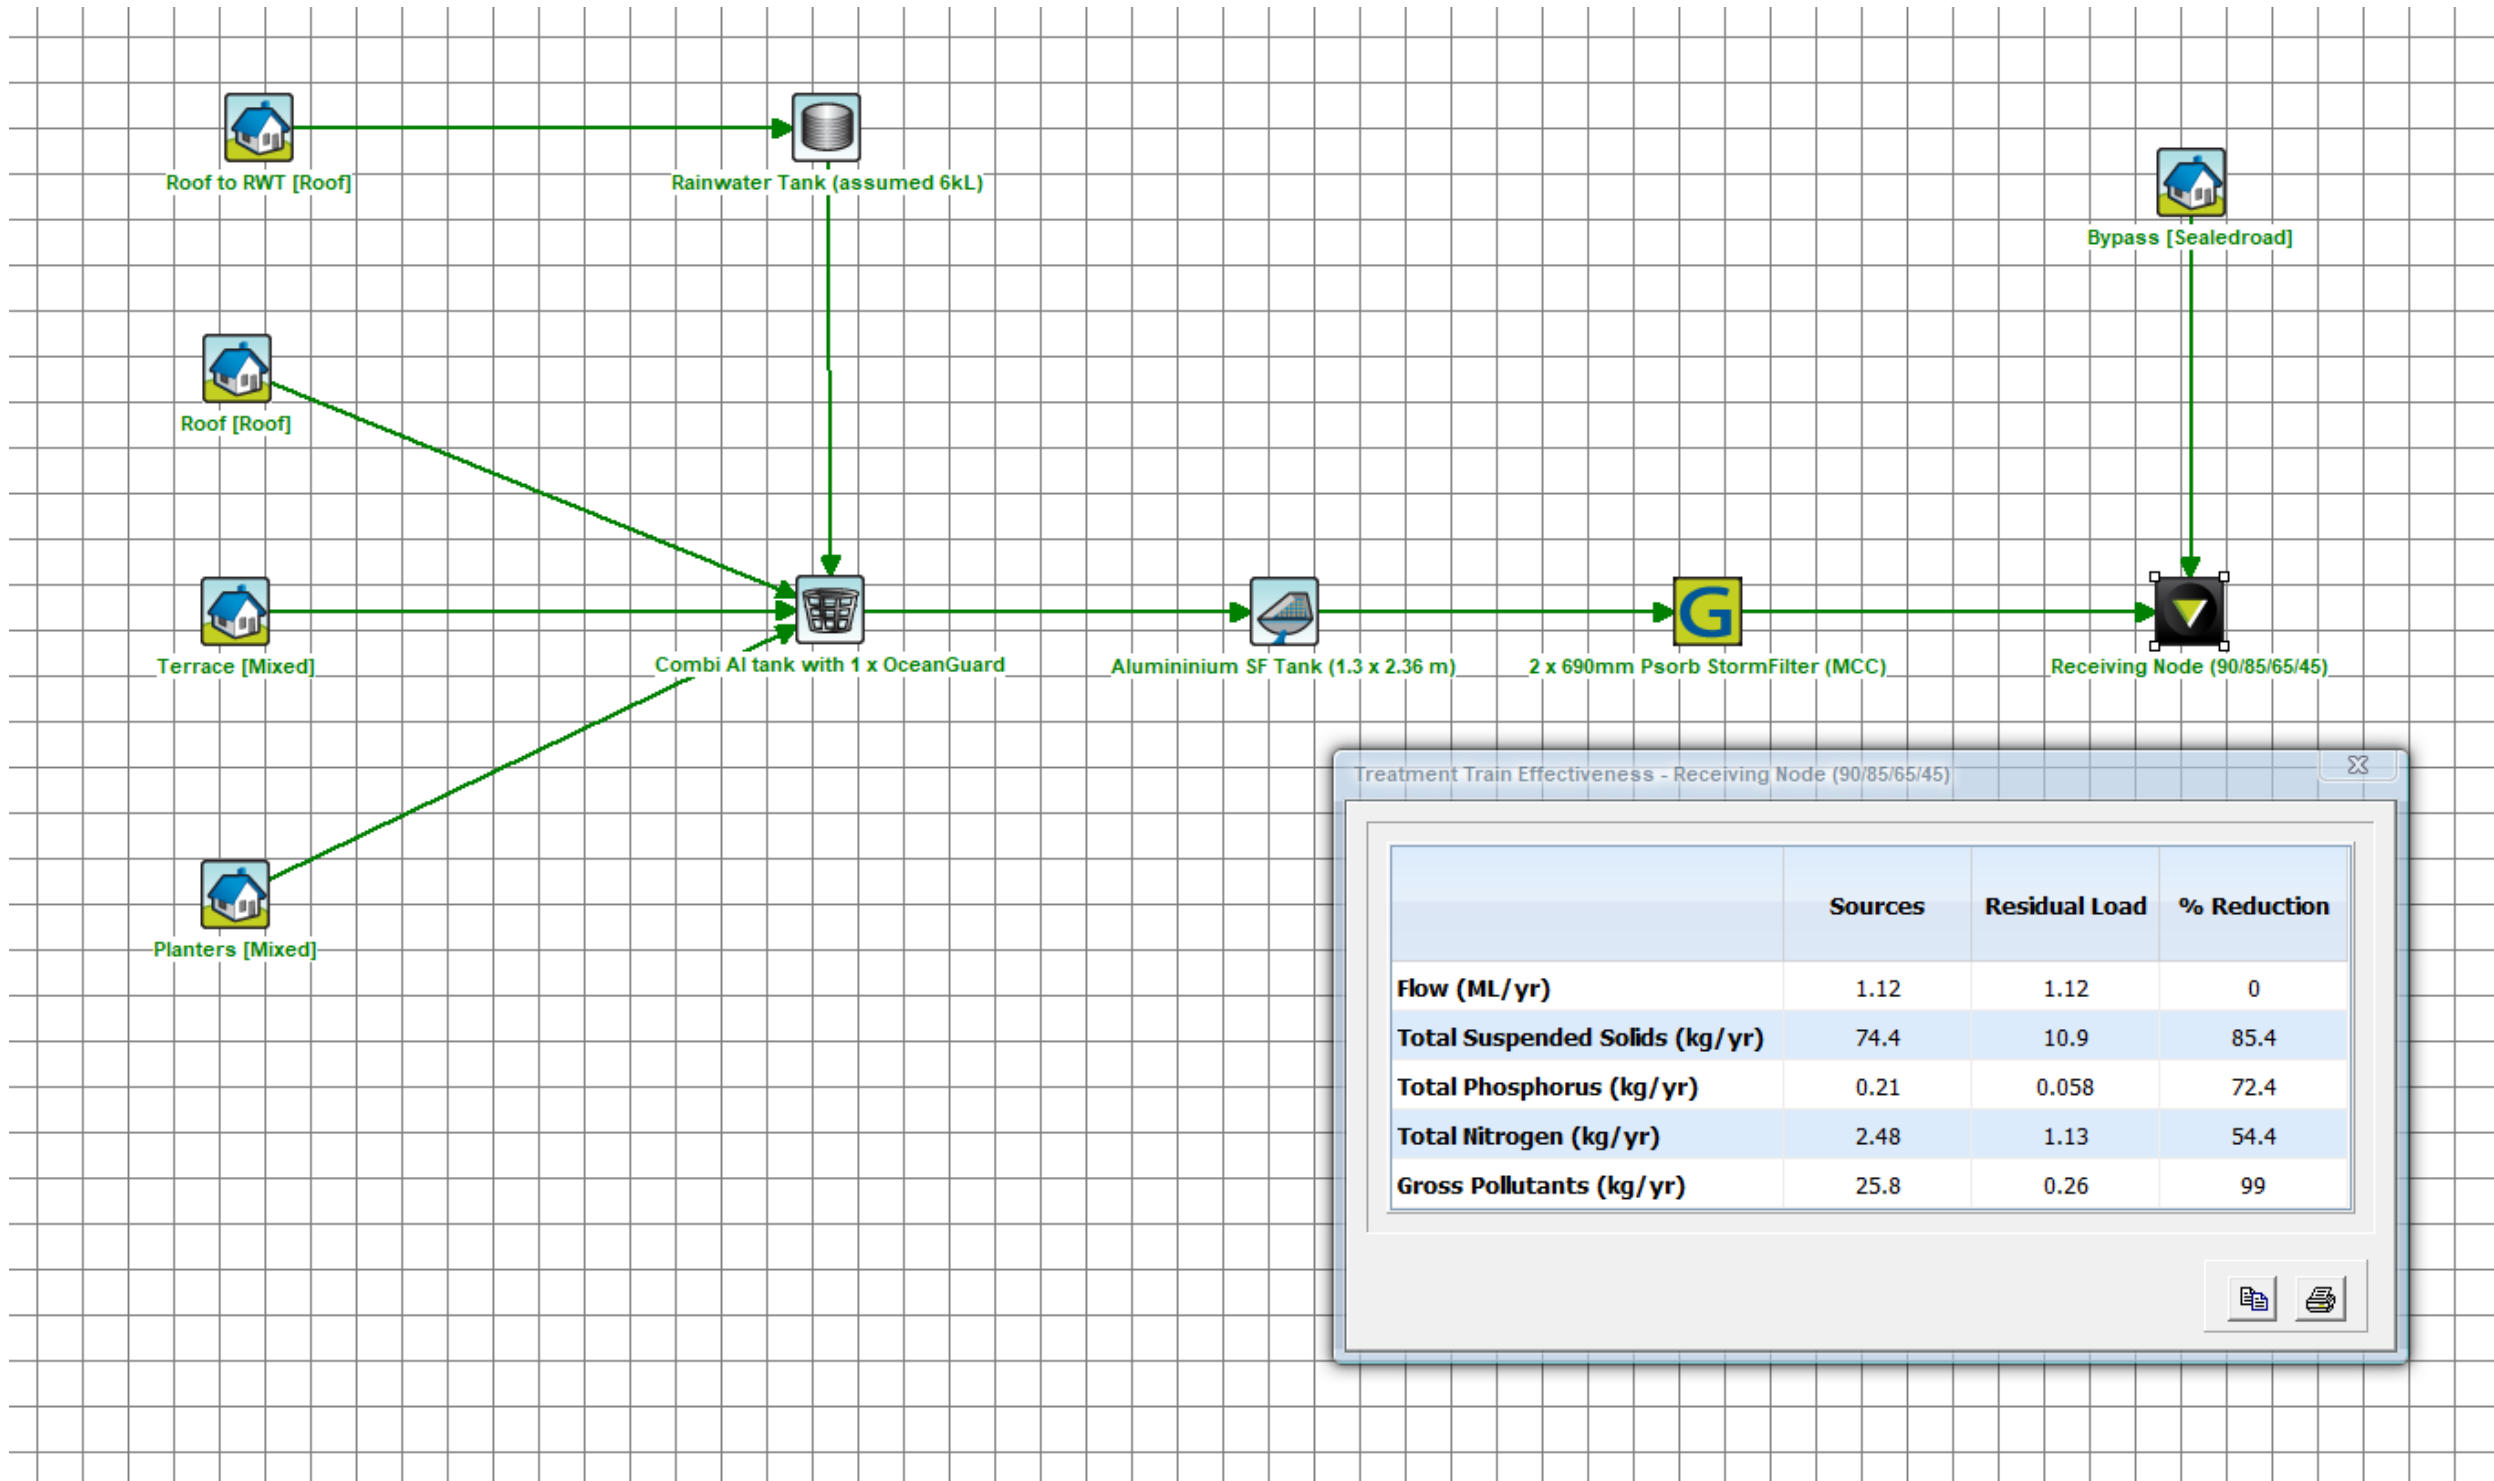 Roof to RWT [Roof]
Rainwater Tank (assumed 6kL)
Bypass [Sealedroad]
Roof [Roof]
Terrace [Mixed]
Combi Al tank with 1 x OceanGuard
Alumininium SF Tank (1.3 x 2.36 m)
G
2 x 690mm Psorb StormFilter (MCC)
Receiving Node (90/85/65/45)
Planters [Mixed]
Treatment Train Effectiveness - Receiving Node (90/85/65/45)
Sources Residual Load % Reduction
Flow (ML/yr) 1.12 1.12 0
Total Suspended Solids (kg/yr) 74.4 10.9 85.4
Total Phosphorus (kg/yr) 0.21 0.058 72.4
Total Nitrogen (kg/yr) 2.48 1.13 54.4
Gross Pollutants (kg/yr) 25.8 0.26 99